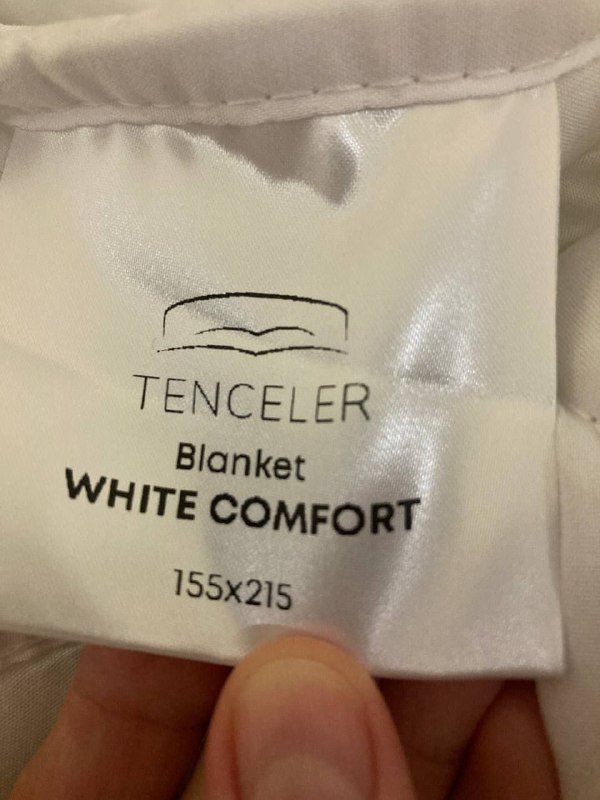 TENCELER
Blanket
WHITE COMFORT
155x215